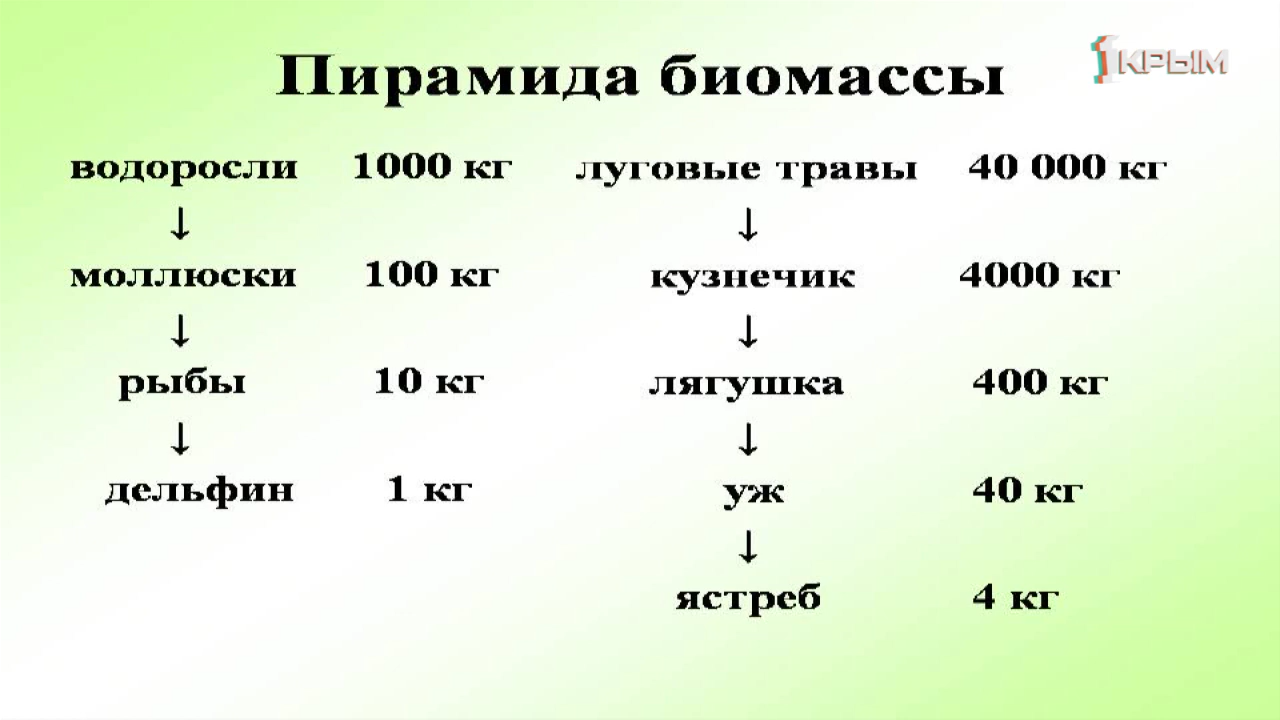 Пирамида биомассы
1КРЫМ
водоросли 1000 кг луговые травы 40 000 кг
↓ ↓
моллюски 100 кг кузнечик 4000 кг
↓ ↓
рыбы 10 кг лягушка 400 кг
↓ ↓
дельфин 1 кг уж 40 кг
↓
ястреб 4 кг